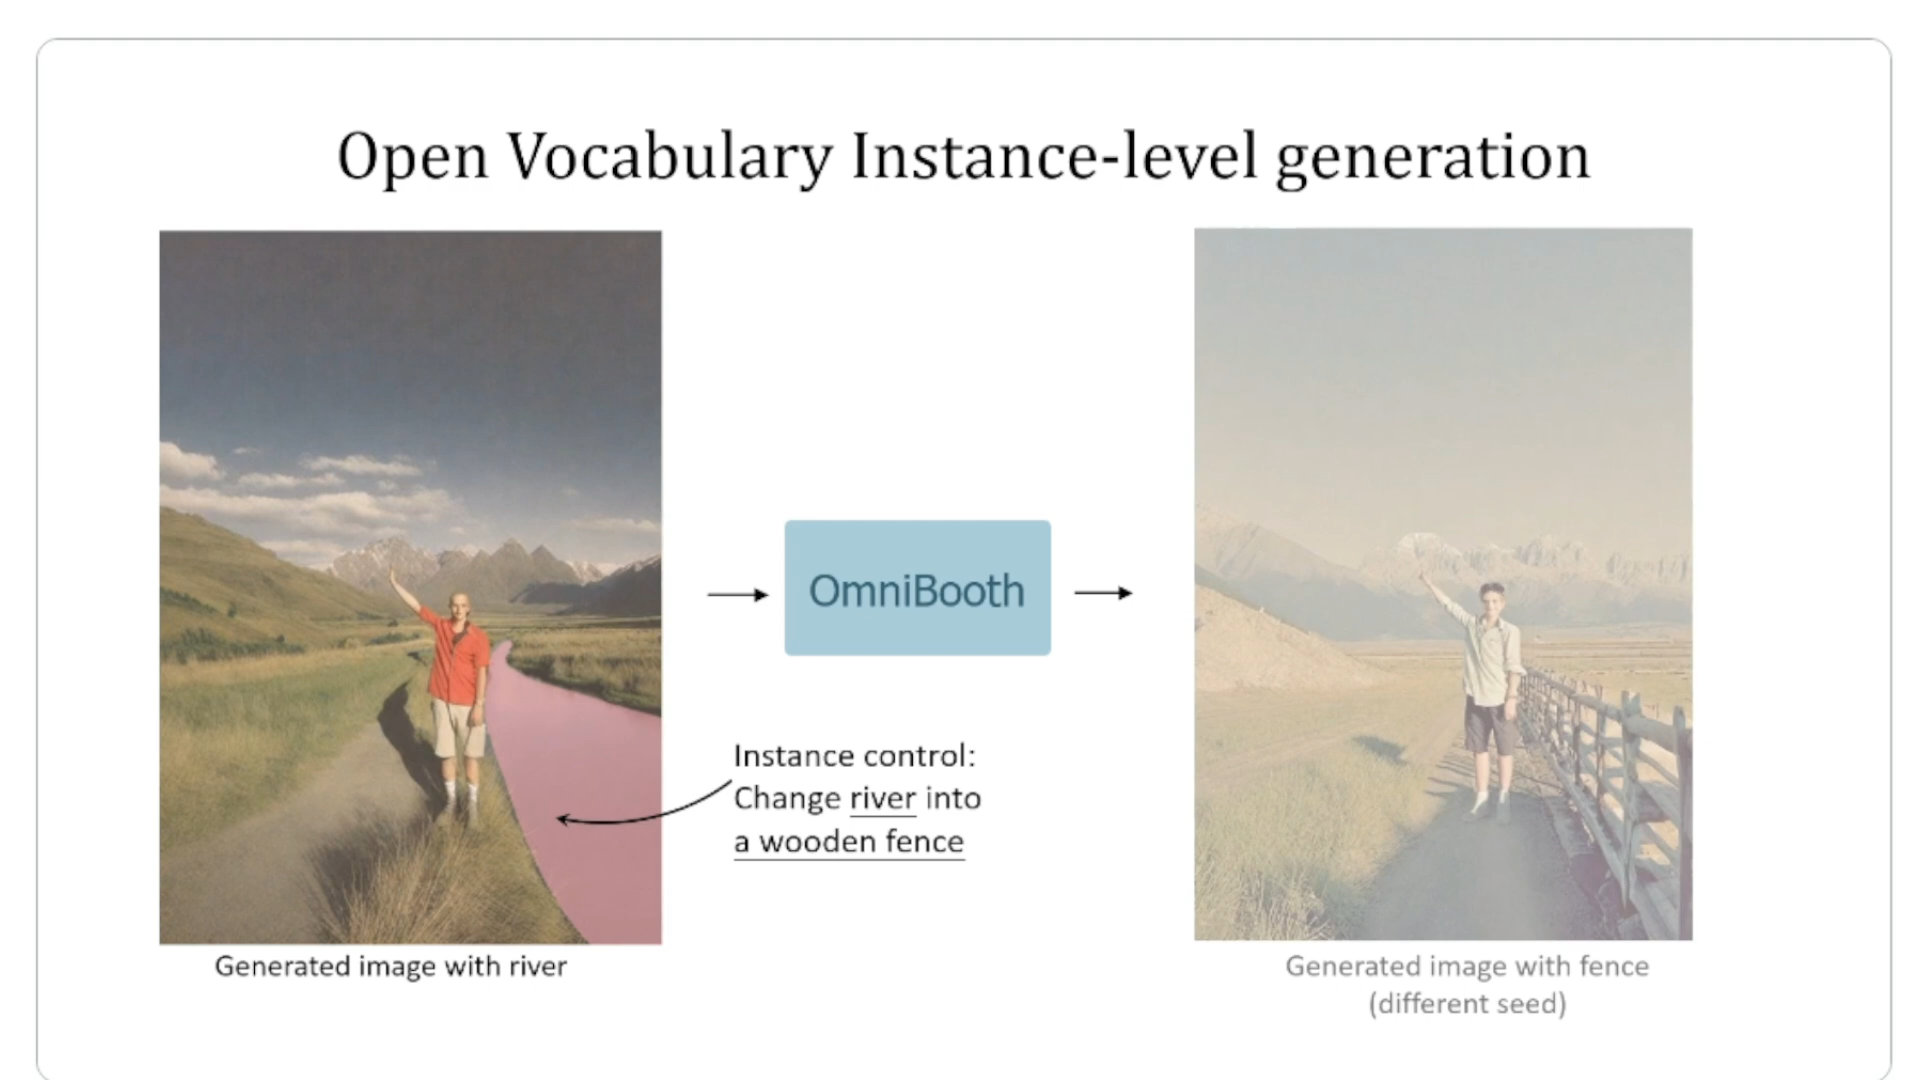 Open Vocabulary Instance-level generation
OmniBooth
Instance control:
Change river into
a wooden fence
Generated image with river
Generated image with fence
(different seed)